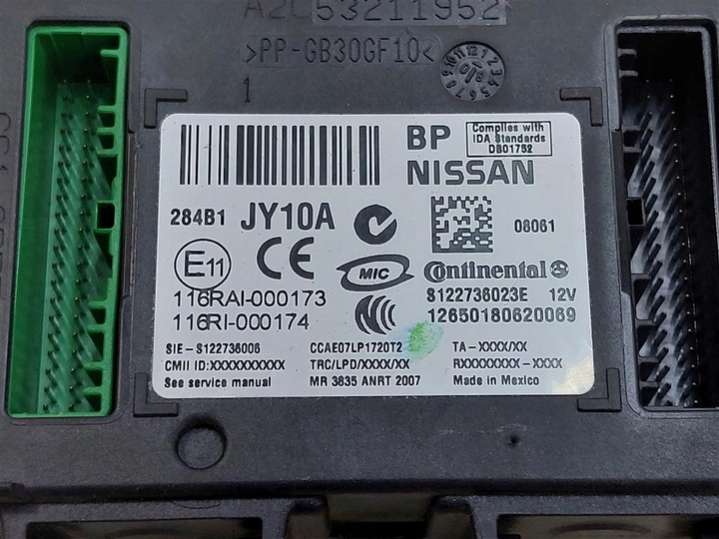 A2C53211952
>PP-GB30GF10<
1
BP
Complies with
IDA Standards
DB01752
NISSAN
284B1 JY10A
08061
E11
CE
MIC
Continental
116RAI-000173
116RI-000174
S122736023E 12V
12650180620069
SIE-S122736006
CMII ID:XXXXXXXXXX
See service manual
CCAE07LP1720T2
TRC/LPD/XXXX/XX
MR 3835 ANRT 2007
TA-XXXX/XX
RXXXXXXXX-XXXX
Made in Mexico